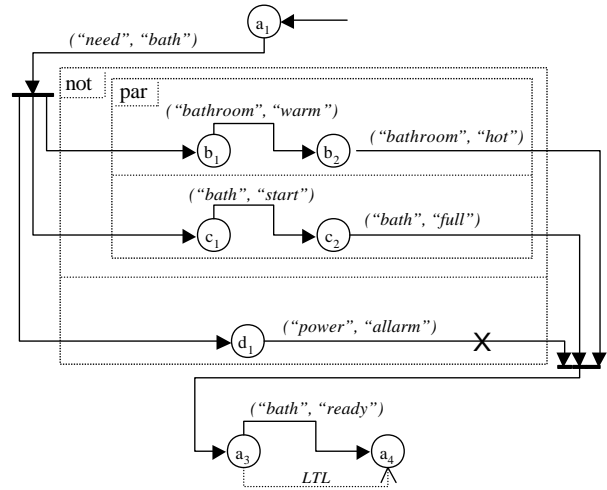 a1
("need", "bath")
not
par
("bathroom", "warm")
("bathroom", "hot")
b1
b2
("bath", "start")
("bath", "full")
c1
c2
("power", "allarm")
d1
X
("bath", "ready")
a3
a4
LTL